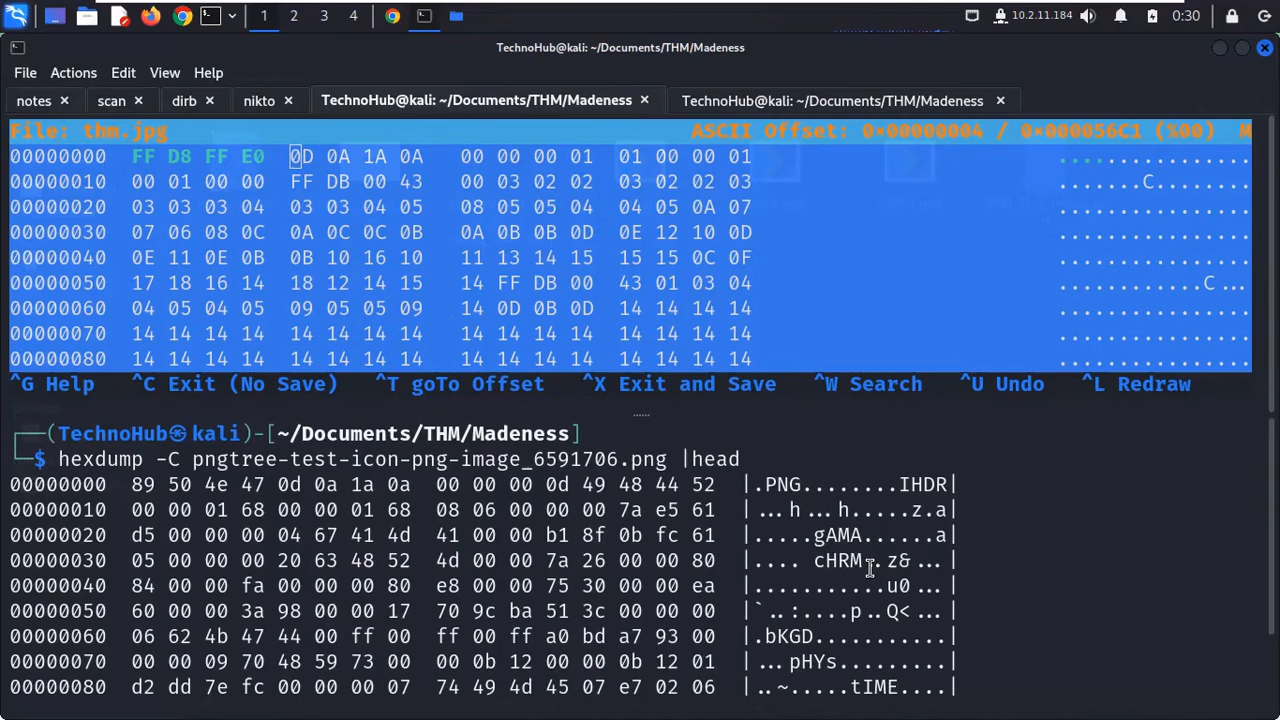 1 2 3 4 10.2.11.184 0:30
TechnoHub@kali: ~/Documents/THM/Madeness
File Actions Edit View Help
notes × scan × dirb × nikto × TechnoHub@kali: ~/Documents/THM/Madeness × TechnoHub@kali: ~/Documents/THM/Madeness ×
File: thm.jpg ASCII Offset: 0×00000004 / 0×000056C1 (%00) M
00000000 FF D8 FF E0 0D 0A 1A 0A 00 00 00 01 01 00 00 01 ................
00000010 00 01 00 00 FF DB 00 43 00 03 02 02 03 02 02 03 .......C........
00000020 03 03 03 04 03 03 04 05 08 05 05 04 04 05 0A 07 ................
00000030 07 06 08 0C 0A 0C 0C 0B 0A 0B 0B 0D 0E 12 10 0D ................
00000040 0E 11 0E 0B 0B 10 16 10 11 13 14 15 15 15 0C 0F ................
00000050 17 18 16 14 18 12 14 15 14 FF DB 00 43 01 03 04 ............C...
00000060 04 05 04 05 09 05 05 09 14 0D 0B 0D 14 14 14 14 ................
00000070 14 14 14 14 14 14 14 14 14 14 14 14 14 14 14 14 ................
00000080 14 14 14 14 14 14 14 14 14 14 14 14 14 14 14 14 ................
^G Help ^C Exit (No Save) ^T goTo Offset ^X Exit and Save ^W Search ^U Undo ^L Redraw
┌──(TechnoHub㉿kali)-[~/Documents/THM/Madeness]
└─$ hexdump -C pngtree-test-icon-png-image_6591706.png |head
00000000 89 50 4e 47 0d 0a 1a 0a 00 00 00 0d 49 48 44 52 |.PNG........IHDR|
00000010 00 00 01 68 00 00 01 68 08 06 00 00 00 7a e5 61 |...h...h.....z.a|
00000020 d5 00 00 00 04 67 41 4d 41 00 00 b1 8f 0b fc 61 |.....gAMA......a|
00000030 05 00 00 00 20 63 48 52 4d 00 00 7a 26 00 00 80 |.... cHRM..z&...|
00000040 84 00 00 fa 00 00 00 80 e8 00 00 75 30 00 00 ea |...........u0...|
00000050 60 00 00 3a 98 00 00 17 70 9c ba 51 3c 00 00 00 |`..:....p..Q<...|
00000060 06 62 4b 47 44 00 ff 00 ff 00 ff a0 bd a7 93 00 |.bKGD...........|
00000070 00 00 09 70 48 59 73 00 00 0b 12 00 00 0b 12 01 |...pHYs.........|
00000080 d2 dd 7e fc 00 00 00 07 74 49 4d 45 07 e7 02 06 |..~.....tIME....|